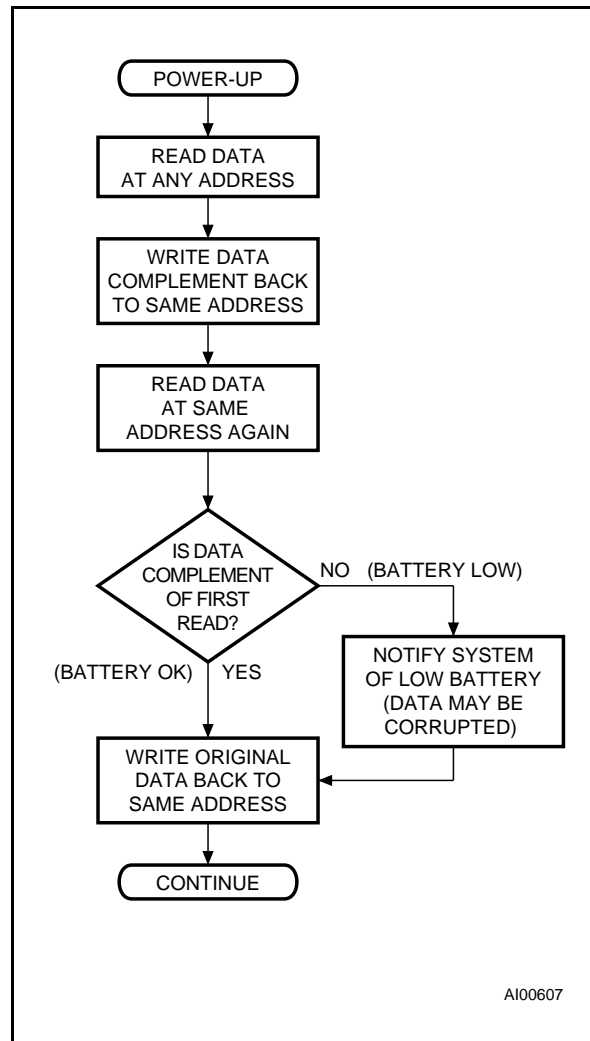 POWER-UP
READ DATA
AT ANY ADDRESS
WRITE DATA
COMPLEMENT BACK
TO SAME ADDRESS
READ DATA
AT SAME
ADDRESS AGAIN
IS DATA
COMPLEMENT
OF FIRST
READ?
NO (BATTERY LOW)
NOTIFY SYSTEM
OF LOW BATTERY
(DATA MAY BE
CORRUPTED)
(BATTERY OK) YES
WRITE ORIGINAL
DATA BACK TO
SAME ADDRESS
CONTINUE
AI00607